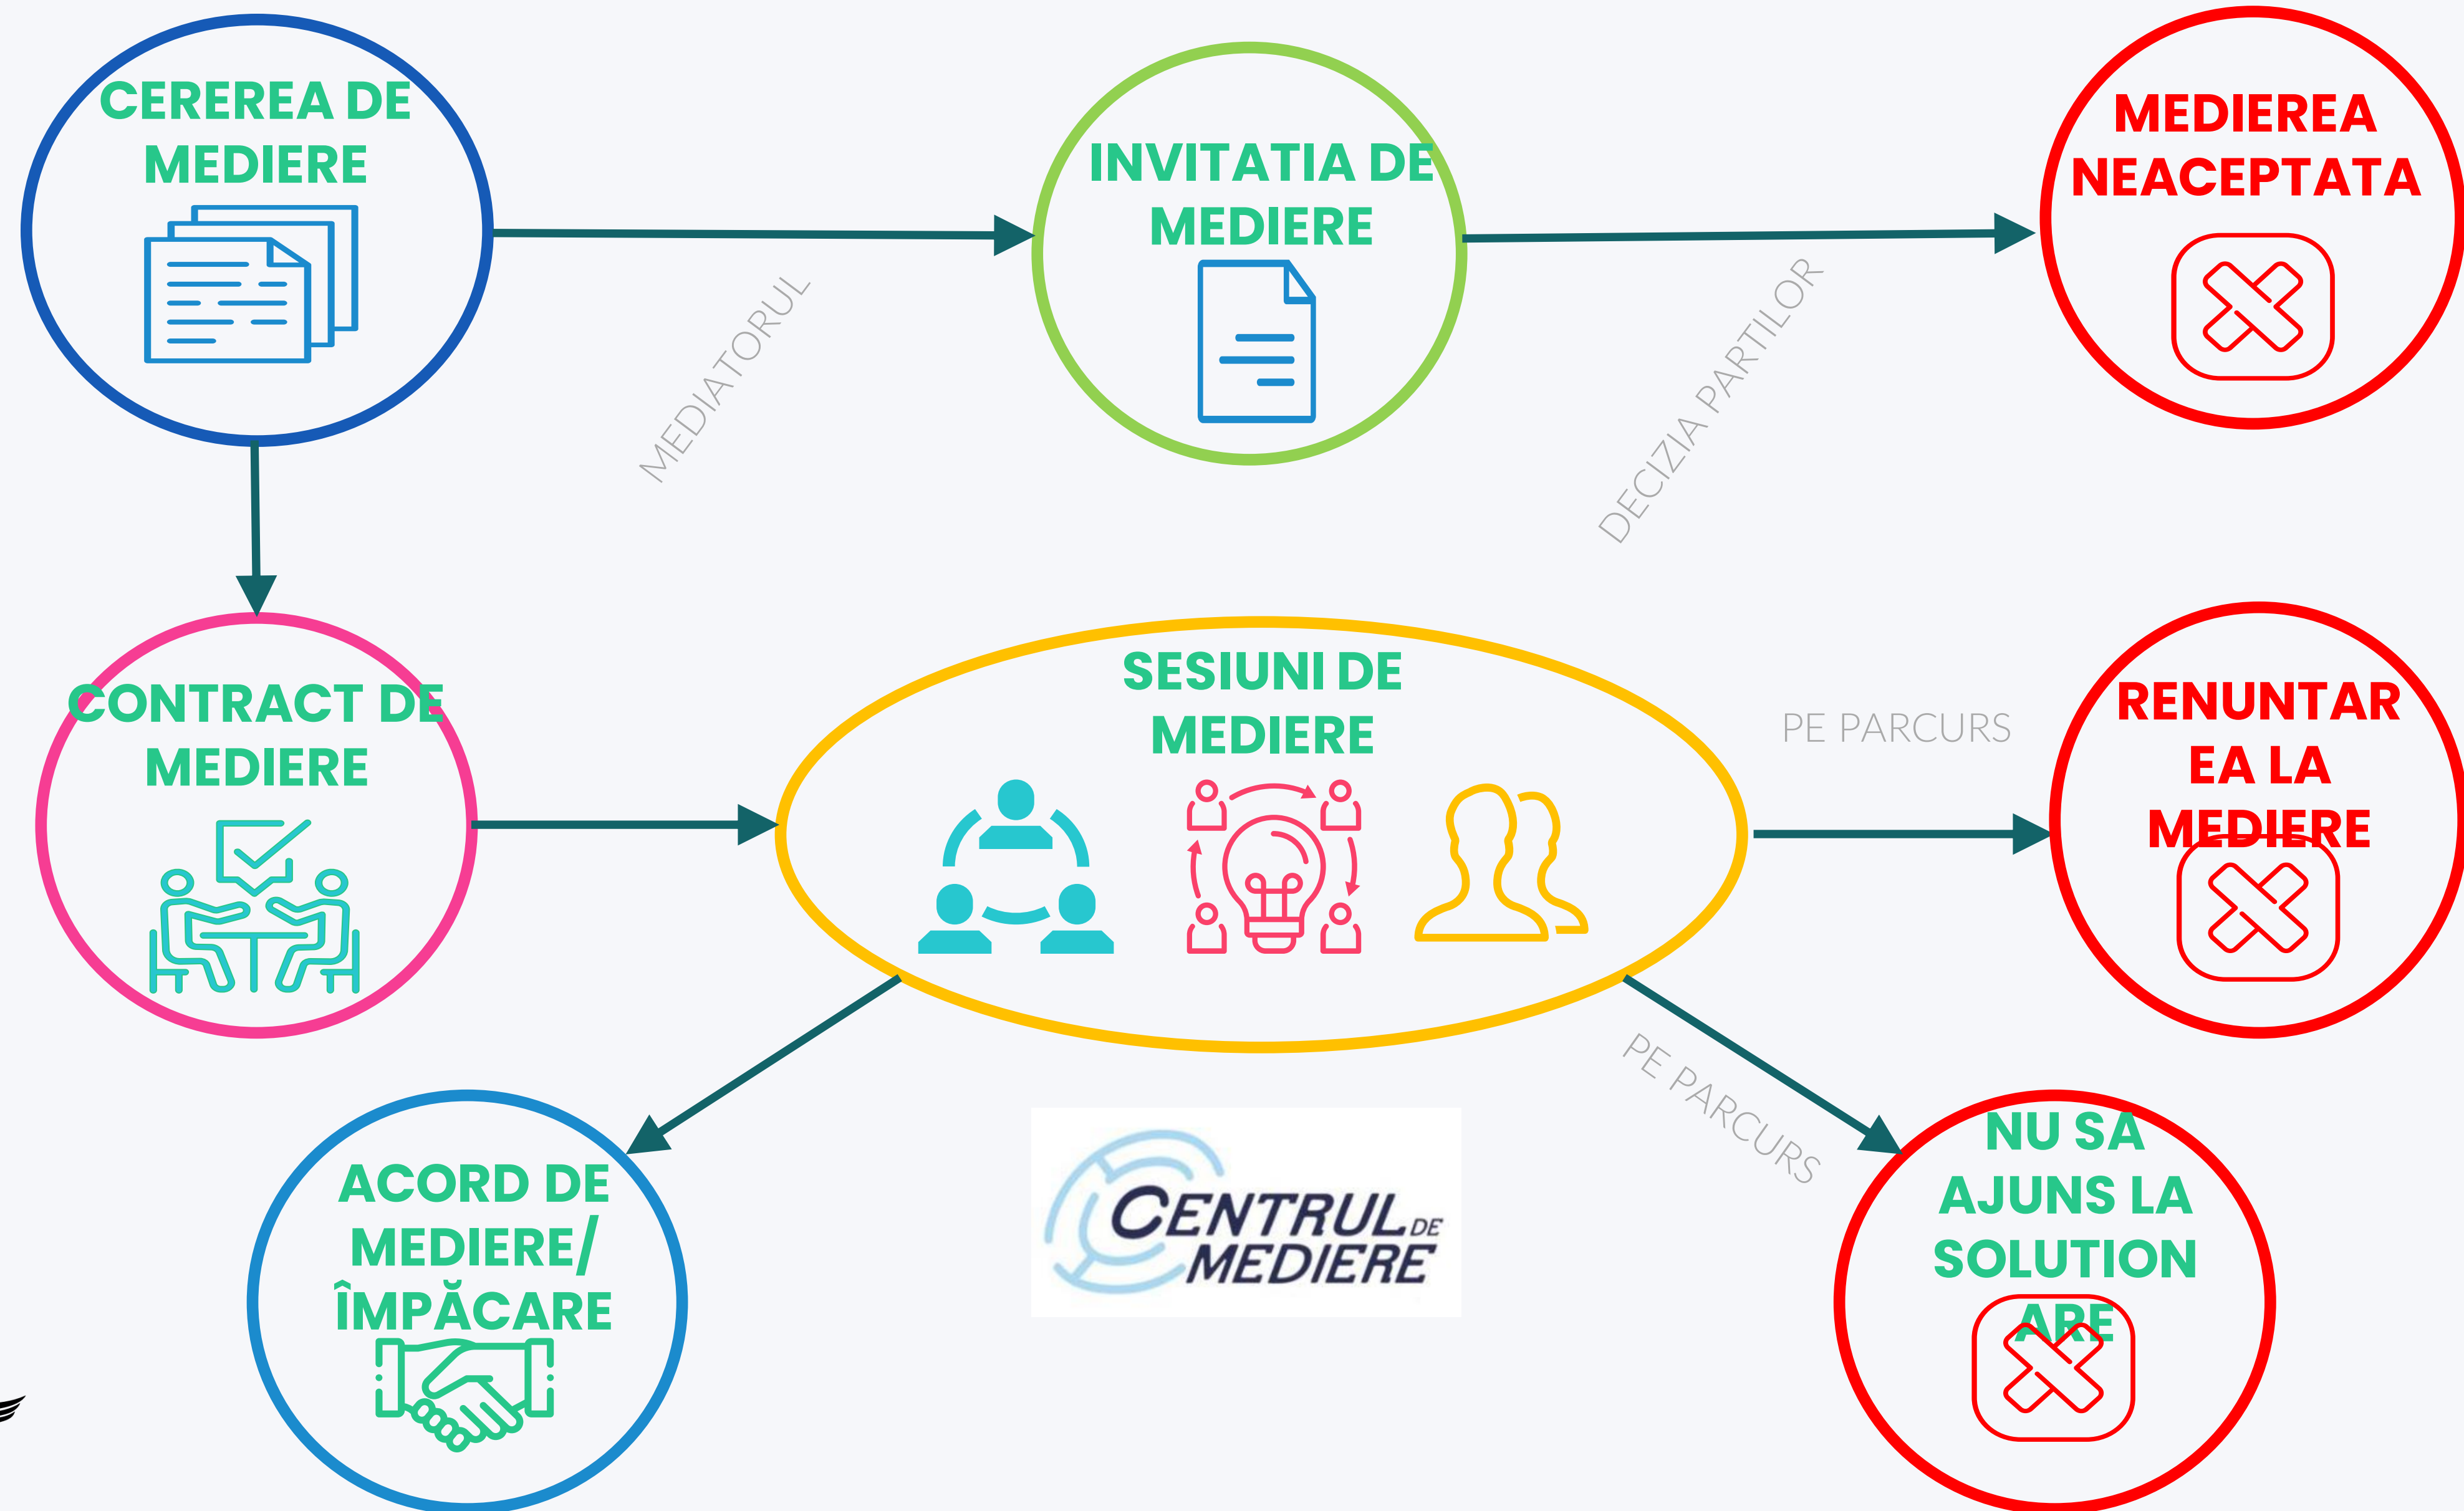 CEREREA DE
MEDIERE
INVITATIA DE
MEDIERE
MEDIEREA
NEACEPTATA
MEDIATORUL
DECIZIA PARTILOR
CONTRACT DE
MEDIERE
SESIUNI DE
MEDIERE
PE PARCURS
RENUNTAR
EA LA
MEDIERE
PE PARCURS
ACORD DE
MEDIERE/
ÎMPĂCARE
CENTRUL DE
MEDIERE
NU SA
AJUNS LA
SOLUTION
ARE